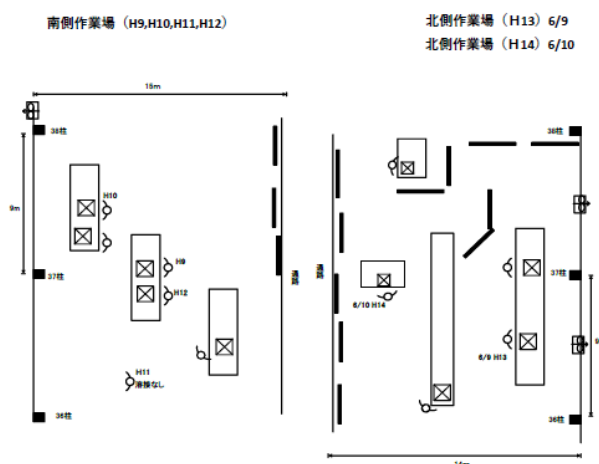 南側作業場（H9,H10,H11,H12）
北側作業場（H13）6/9
北側作業場（H14）6/10
15m
38柱
9m
H10
37柱
H9
H12
H11
溶接なし
36柱
通路
通路
38柱
37柱
6/10 H14
6/9 H13
9
36柱
14m